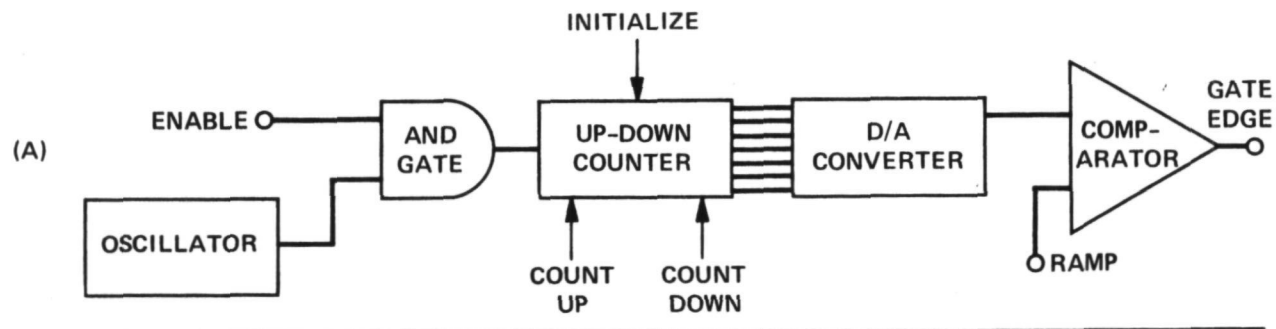 INITIALIZE
(A)
ENABLE
AND
GATE
UP-DOWN
COUNTER
D/A
CONVERTER
COMP-
ARATOR
GATE
EDGE
OSCILLATOR
COUNT
UP
COUNT
DOWN
RAMP